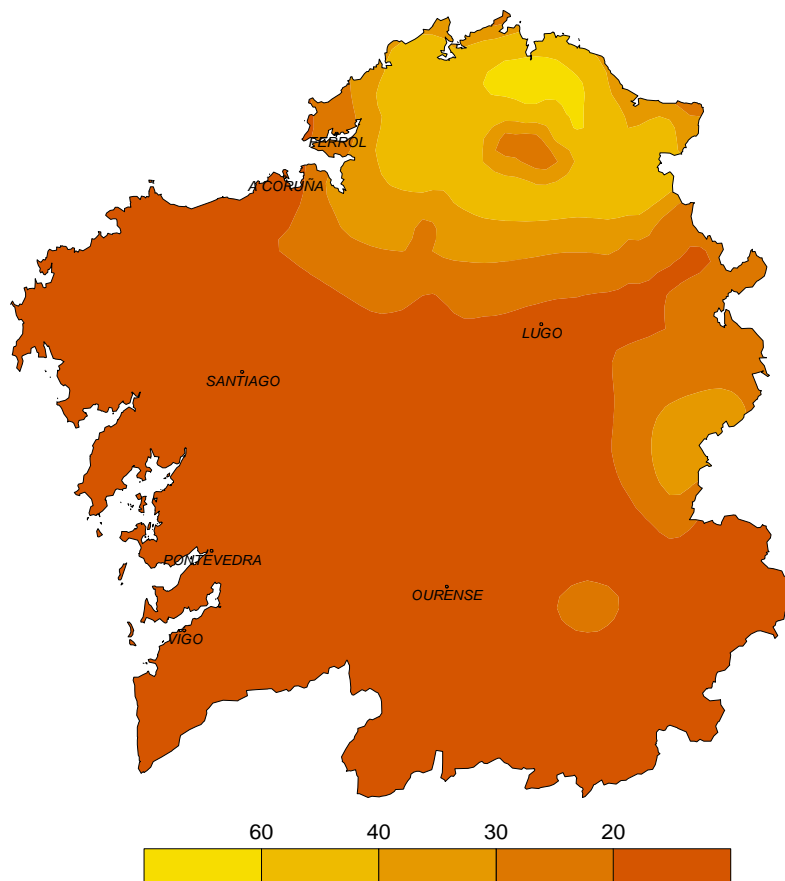 FERROL
A CORUÑA
LUGO
SANTIAGO
PONTEVEDRA
OURENSE
VIGO
60 40 30 20